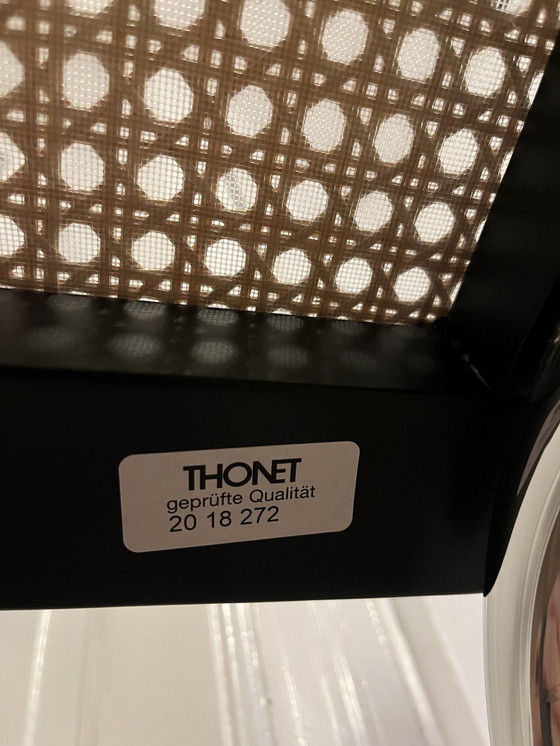 THONET
geprüfte Qualität
20 18 272